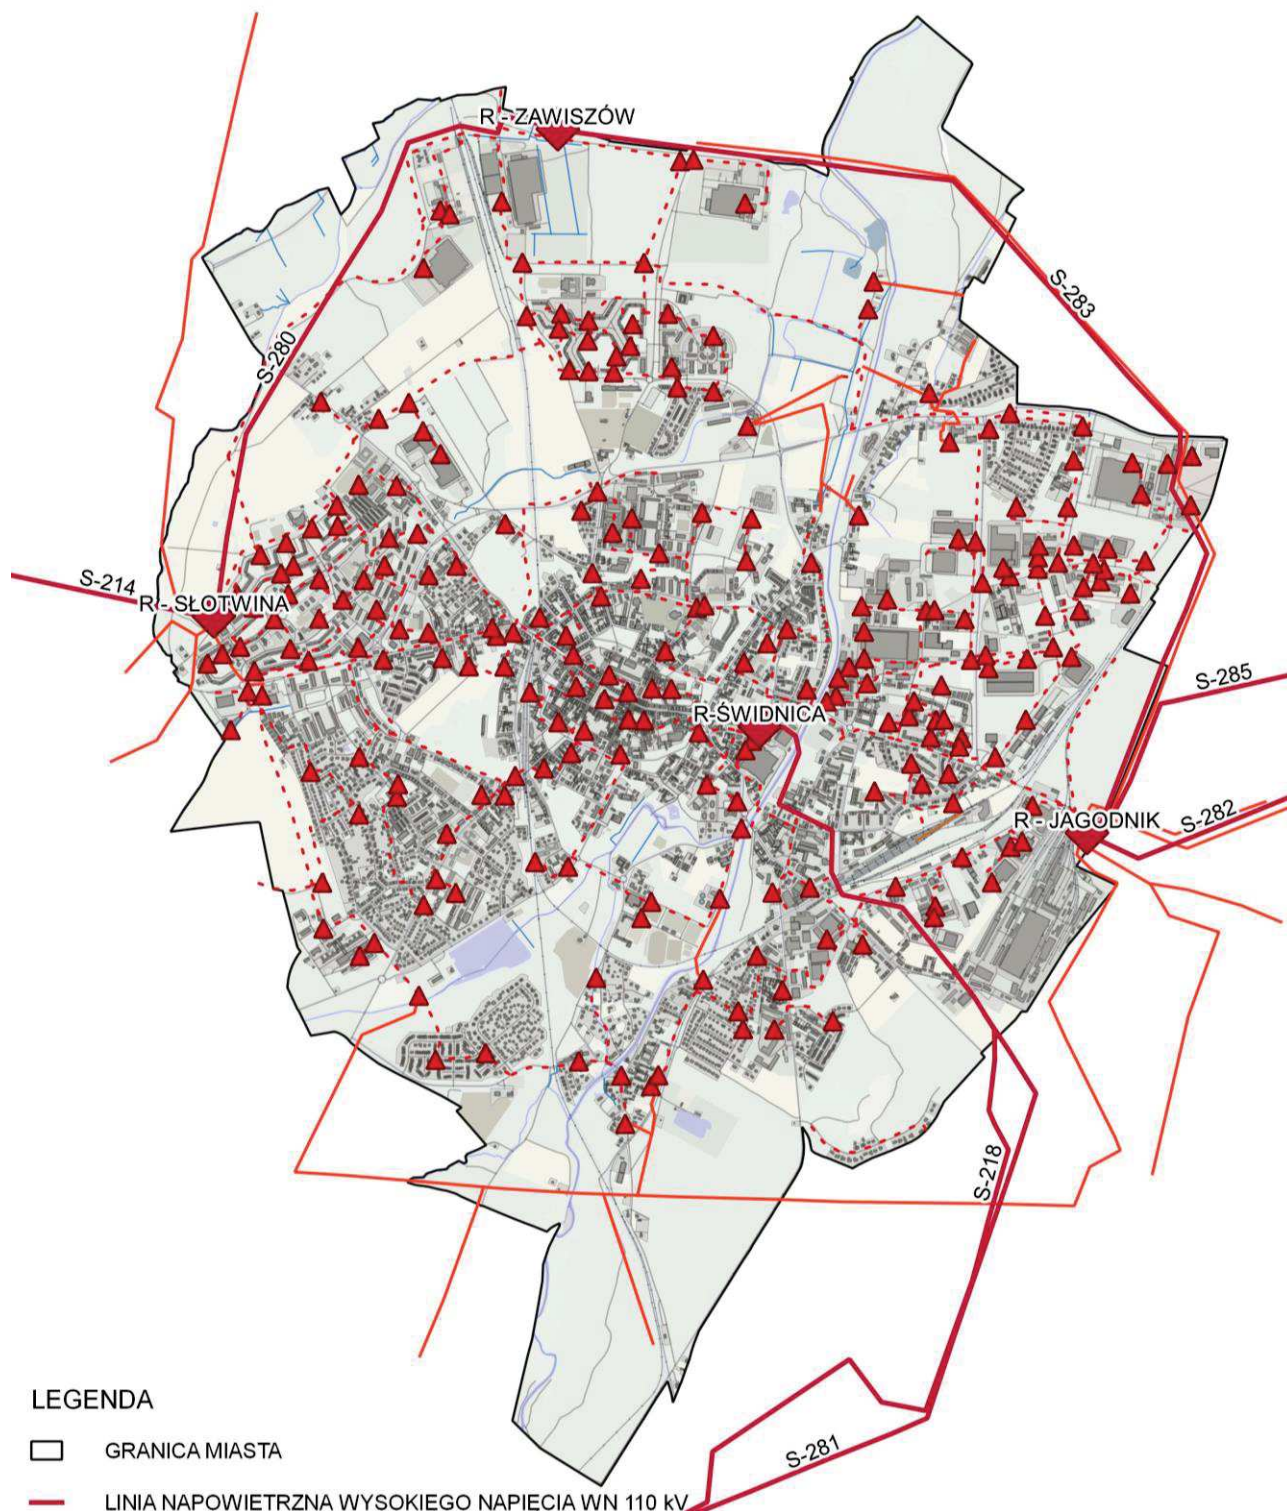 R - ZAWISZÓW
S-283
S-280
S-214
R - SŁOTWINA
S-285
R-ŚWIDNICA
S-282
R - JAGODNIK
S-218
S-281
LEGENDA
GRANICA MIASTA
LINIA NAPOWIETRZNA WYSOKIEGO NAPIĘCIA WN 110 kV